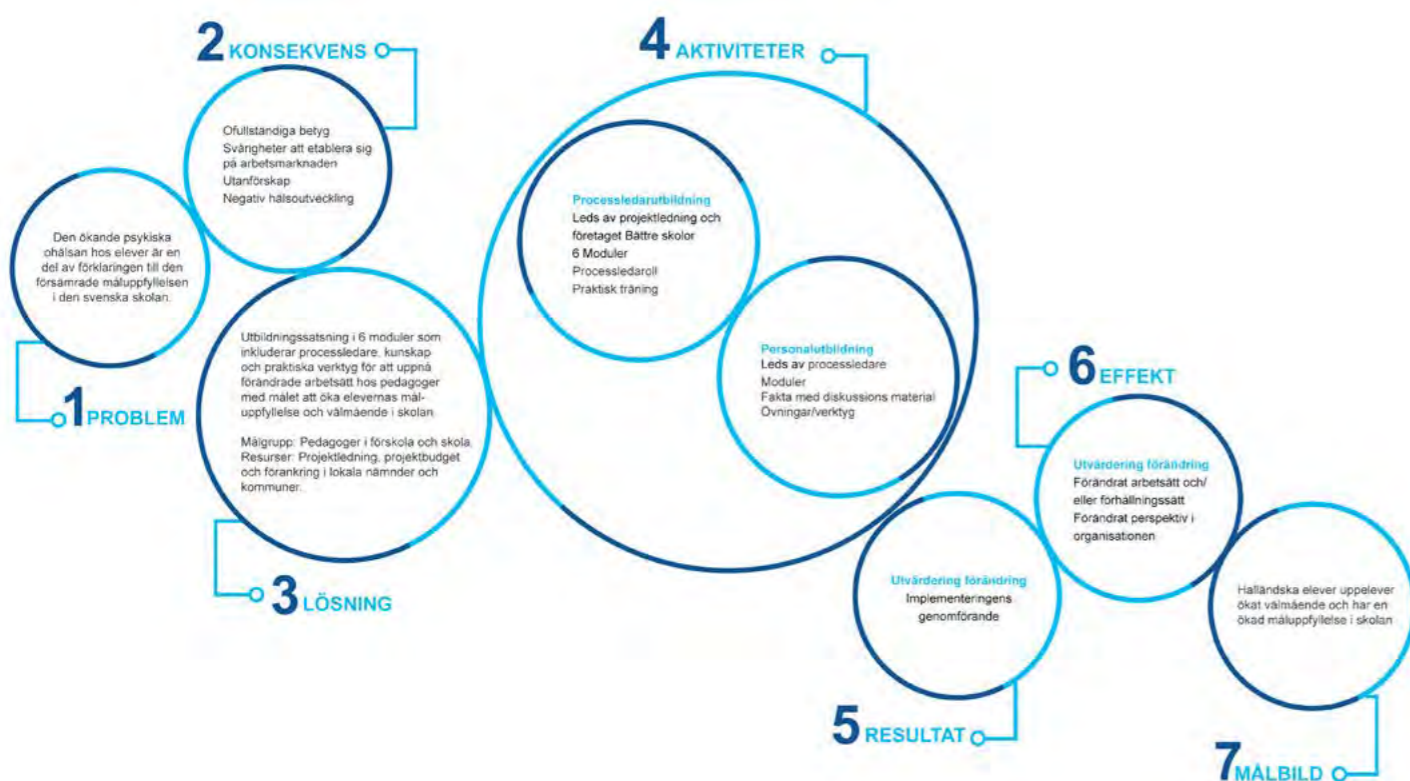 1 PROBLEM
Den ökande psykiska
ohälsan hos elever är en
del av förklaringen till den
försämrade måluppfyllelsen
i den svenska skolan.
2 KONSEKVENS
Ofullständiga betyg
Svårigheter att etablera sig
på arbetsmarknaden
Utanförskap
Negativ hälsoutveckling
3 LÖSNING
Utbildningssatsning i 6 moduler som
inkluderar processledare, kunskap
och praktiska verktyg för att uppnå
förändrade arbetsätt hos pedagoger
med målet att öka elevernas mål-
uppfyllelse och välmående i skolan.
Målgrupp: Pedagoger i förskola och skola.
Resurser: Projektledning, projektbudget
och förankring i lokala nämnder och
kommuner.
4 AKTIVITETER
Processledarutbildning
Leds av projektledning och
företaget Bättre skolor
6 Moduler
Processledaroll
Praktisk träning
Personalutbildning
Leds av processledare
Moduler
Fakta med diskussions material
Övningar/verktyg
5 RESULTAT
Utvärdering förändring
Implementeringens
genomförande
6 EFFEKT
Utvärdering förändring
Förändrat arbetsätt och/
eller förhållningssätt
Förändrat perspektiv i
organisationen
7 MÅLBILD
Halländska elever uppelever
ökat välmående och har en
ökad måluppfyllelse i skolan